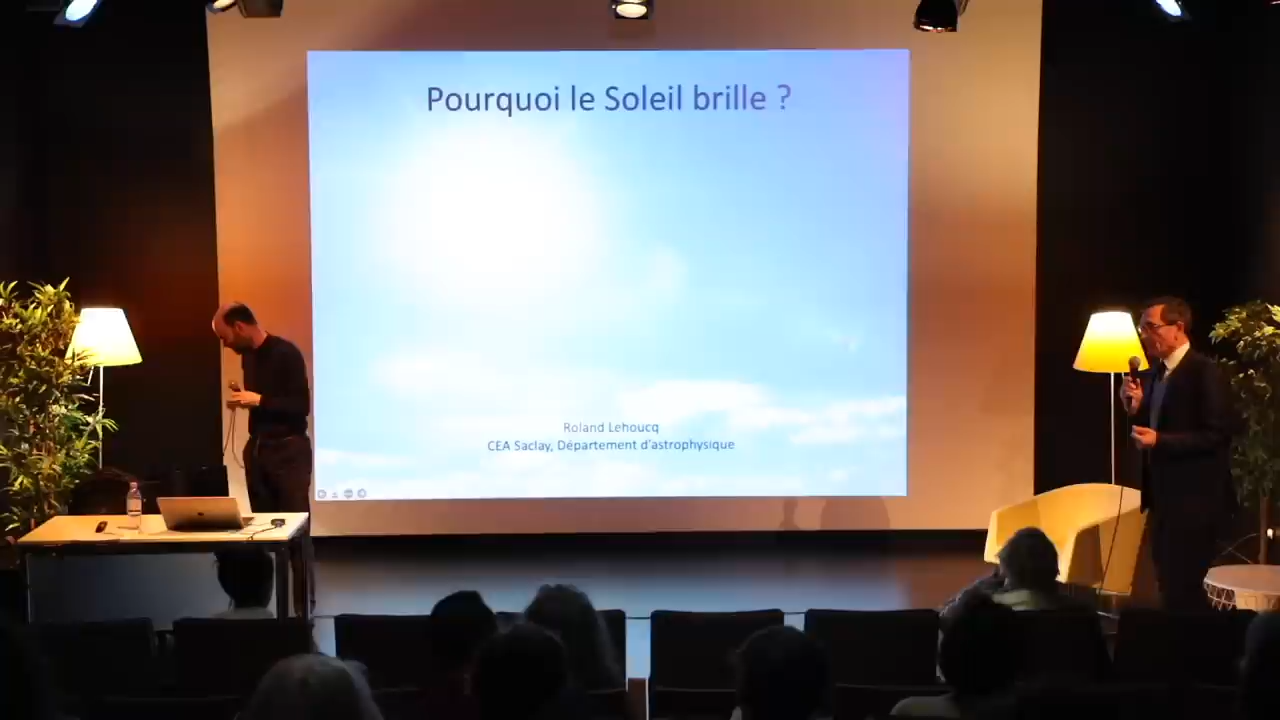 Pourquoi le Soleil brille ?
Roland Lehoucq
CEA Saclay, Département d'astrophysique